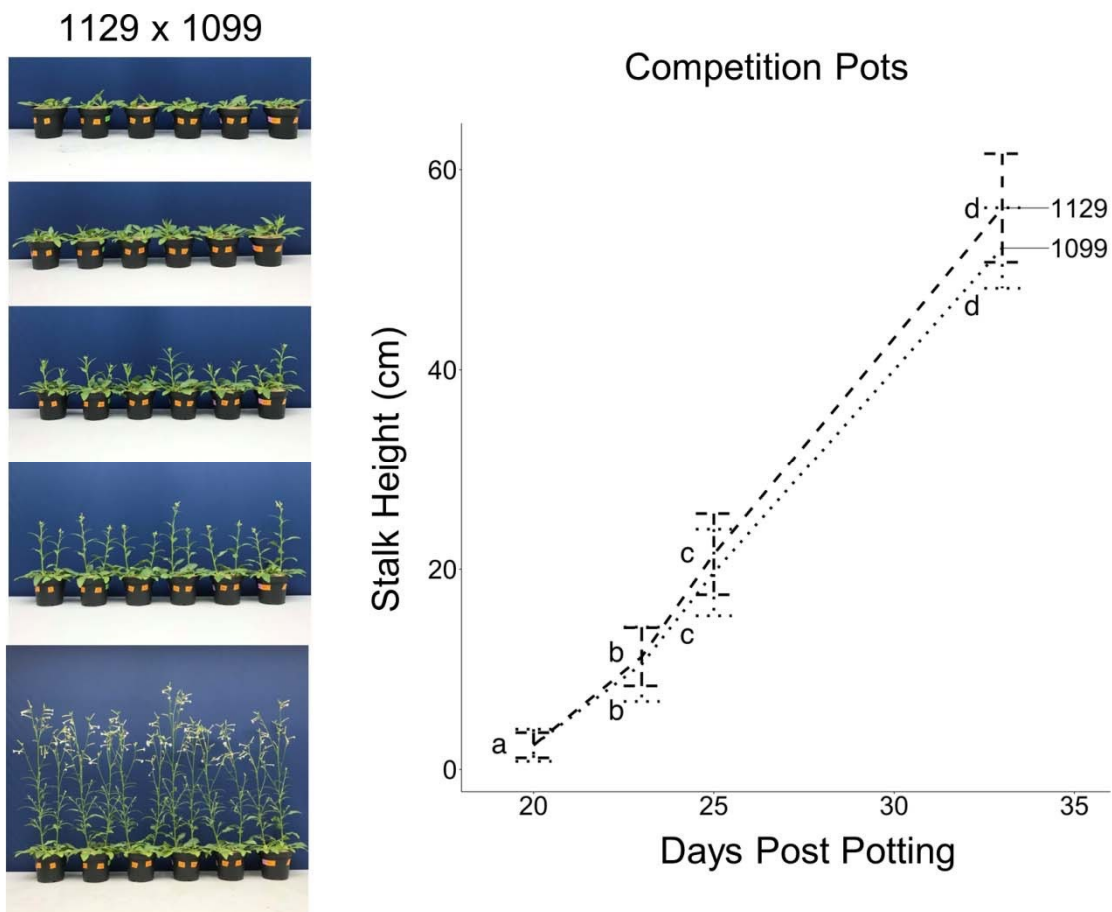 1129 x 1099
Competition Pots
Stalk Height (cm)
60
40
20
0
a
b
b
c
c
d
d
1129
1099
20
25
30
35
Days Post Potting